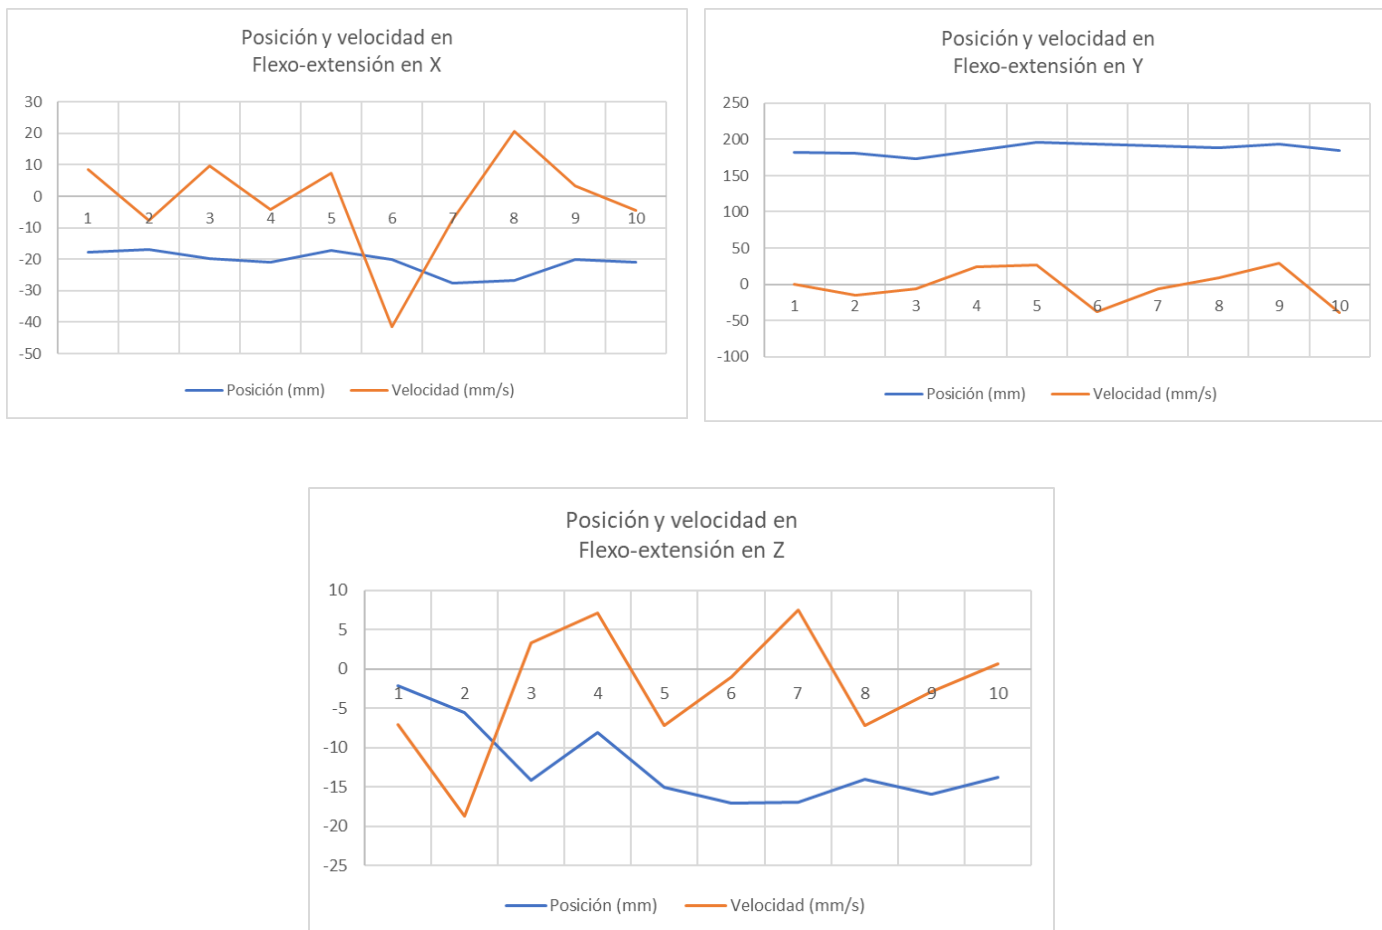 Posición y velocidad en
Flexo-extensión en X
30
20
10
0
-10
-20
-30
-40
-50
1 2 3 4 5 6 7 8 9 10
Posición (mm) Velocidad (mm/s)
Posición y velocidad en
Flexo-extensión en Y
250
200
150
100
50
0
-50
-100
1 2 3 4 5 6 7 8 9 10
Posición (mm) Velocidad (mm/s)
Posición y velocidad en
Flexo-extensión en Z
10
5
0
-5
-10
-15
-20
-25
1 2 3 4 5 6 7 8 9 10
Posición (mm) Velocidad (mm/s)